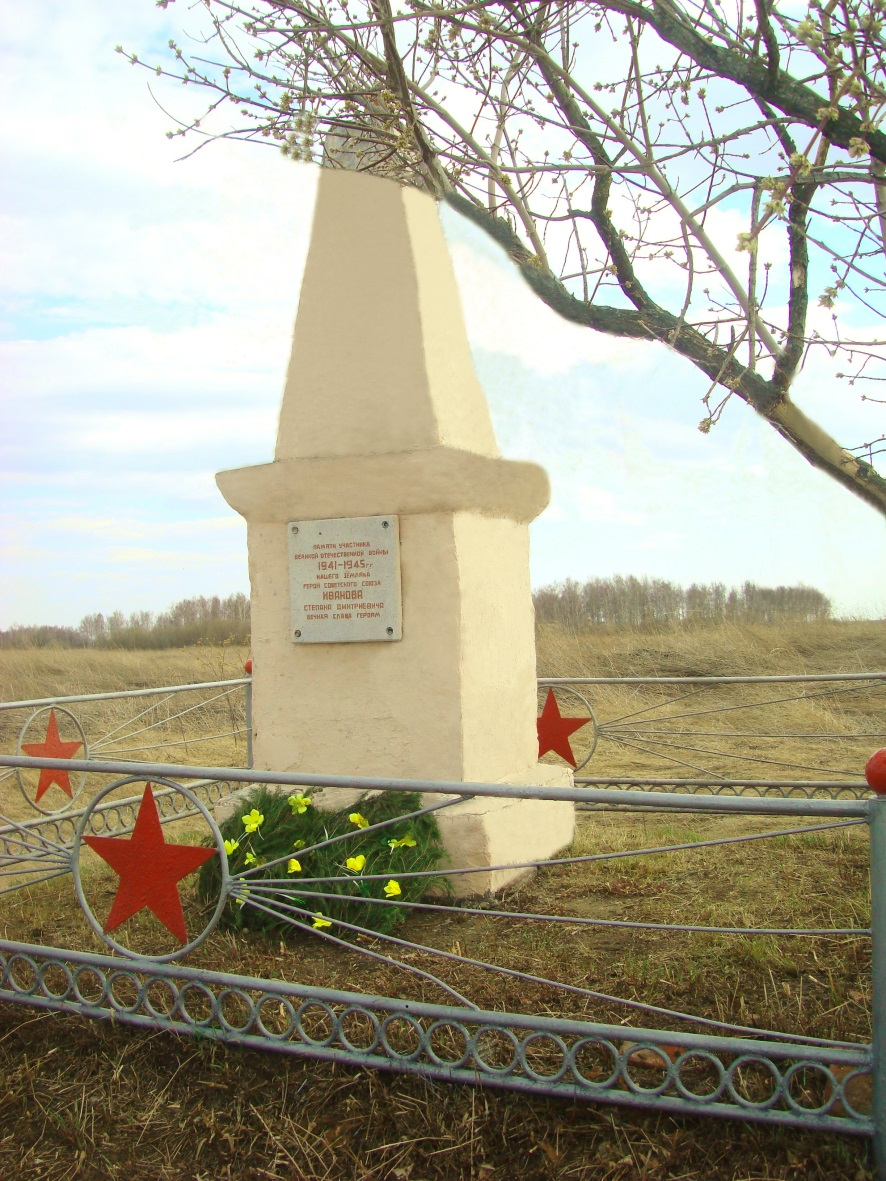 ПАМЯТИ УЧАСТНИКА
ВЕЛИКОЙ ОТЕЧЕСТВЕННОЙ ВОЙНЫ
1941-1945гг
НАШЕГО ЗЕМЛЯКА
ГЕРОЯ СОВЕТСКОГО СОЮЗА
ИВАНОВА
СТЕПАНА ДМИТРИЕВИЧА
ВЕЧНАЯ СЛАВА ГЕРОЯМ